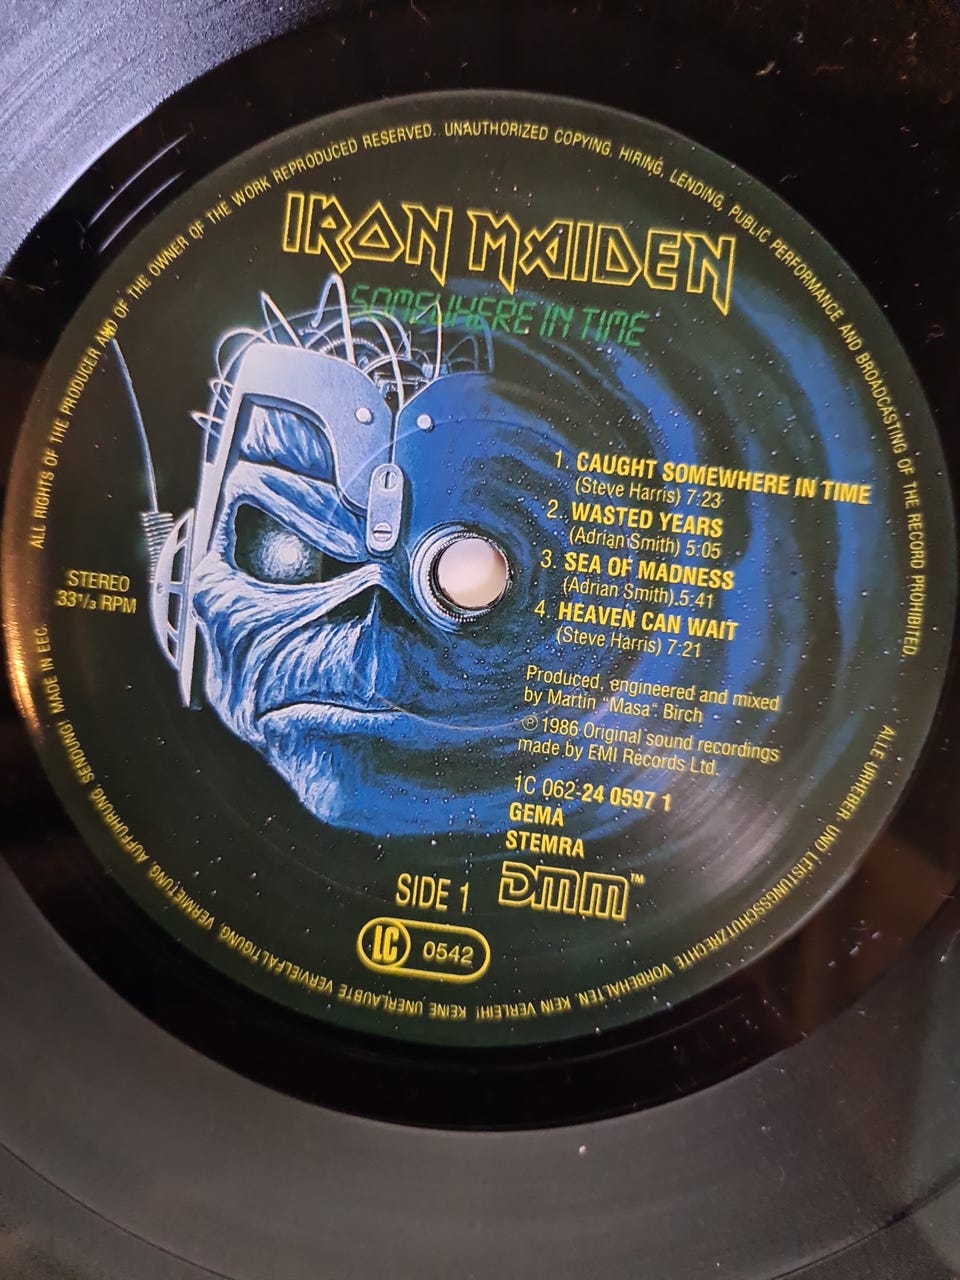 ALL RIGHTS OF THE PRODUCER AND OF THE OWNER OF THE WORK REPRODUCED RESERVED. UNAUTHORIZED COPYING, HIRING, LENDING, PUBLIC PERFORMANCE AND BROADCASTING OF THE RECORD PROHIBITED.
IRON MAIDEN
SOMEWHERE IN TIME
1. CAUGHT SOMEWHERE IN TIME
(Steve Harris) 7:23
2. WASTED YEARS
(Adrian Smith) 5:05
3. SEA OF MADNESS
(Adrian Smith) 5:41
4. HEAVEN CAN WAIT
(Steve Harris) 7:21
STEREO
33⅓ RPM
Produced, engineered and mixed
by Martin "Masa" Birch
℗ 1986 Original sound recordings
made by EMI Records Ltd.
1C 062-24 0597 1
GEMA
STEMRA
DMM™
SIDE 1
LC 0542
ALLE URHEBER- UND LEISTUNGSSCHUTZRECHTE VORBEHALTEN KEIN VERLEIH! KEINE UNERLAUBTE VERVIELFÄLTIGUNG, VERMIETUNG, AUFFÜHRUNG, SENDUNG! MADE IN EEC.